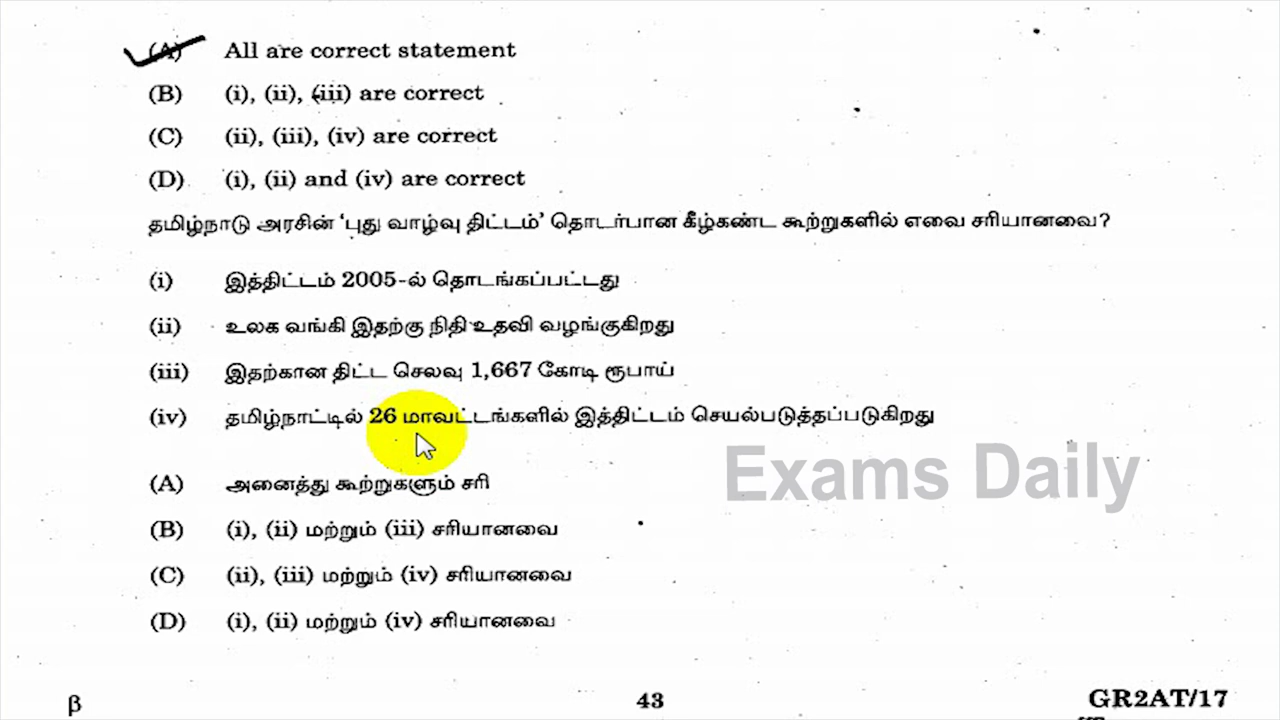 (A) All are correct statement
(B) (i), (ii), (iii) are correct
(C) (ii), (iii), (iv) are correct
(D) (i), (ii) and (iv) are correct
தமிழ்நாடு அரசின் ‘புது வாழ்வு திட்டம்’ தொடர்பான கீழ்கண்ட கூற்றுகளில் எவை சரியானவை?
(i) இத்திட்டம் 2005-ல் தொடங்கப்பட்டது
(ii) உலக வங்கி இதற்கு நிதி உதவி வழங்குகிறது
(iii) இதற்கான திட்ட செலவு 1,667 கோடி ரூபாய்
(iv) தமிழ்நாட்டில் 26 மாவட்டங்களில் இத்திட்டம் செயல்படுத்தப்படுகிறது
Exams Daily
(A) அனைத்து கூற்றுகளும் சரி
(B) (i), (ii) மற்றும் (iii) சரியானவை
(C) (ii), (iii) மற்றும் (iv) சரியானவை
(D) (i), (ii) மற்றும் (iv) சரியானவை
β 43 GR2AT/17